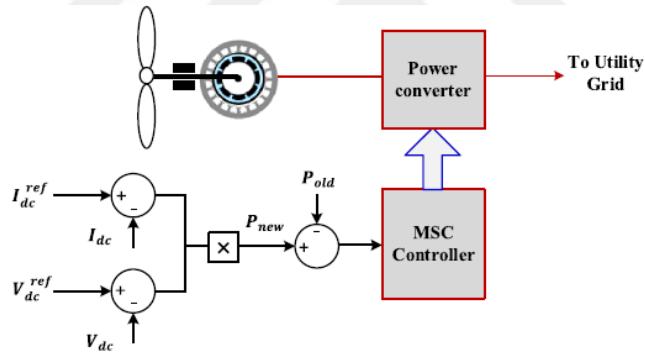 Power
converter
To Utility
Grid
I_dc^ref
+
-
I_dc
P_old
P_new
×
+
-
MSC
Controller
V_dc^ref
+
-
V_dc